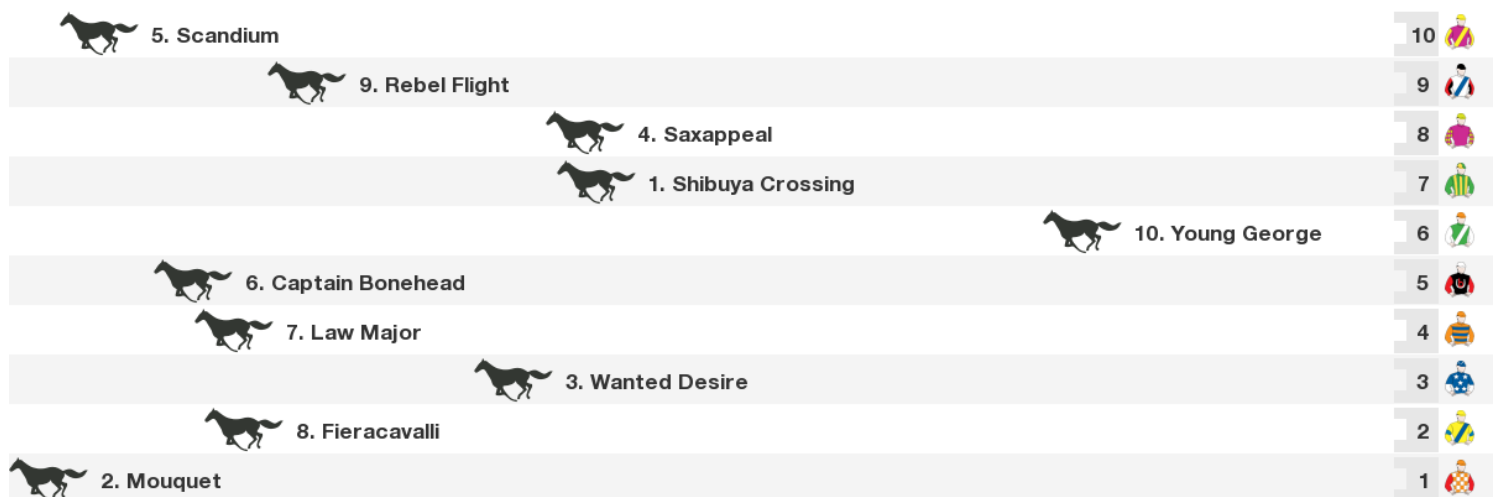 5. Scandium 10
9. Rebel Flight 9
4. Saxappeal 8
1. Shibuya Crossing 7
10. Young George 6
6. Captain Bonehead 5
7. Law Major 4
3. Wanted Desire 3
8. Fieracavalli 2
2. Mouquet 1